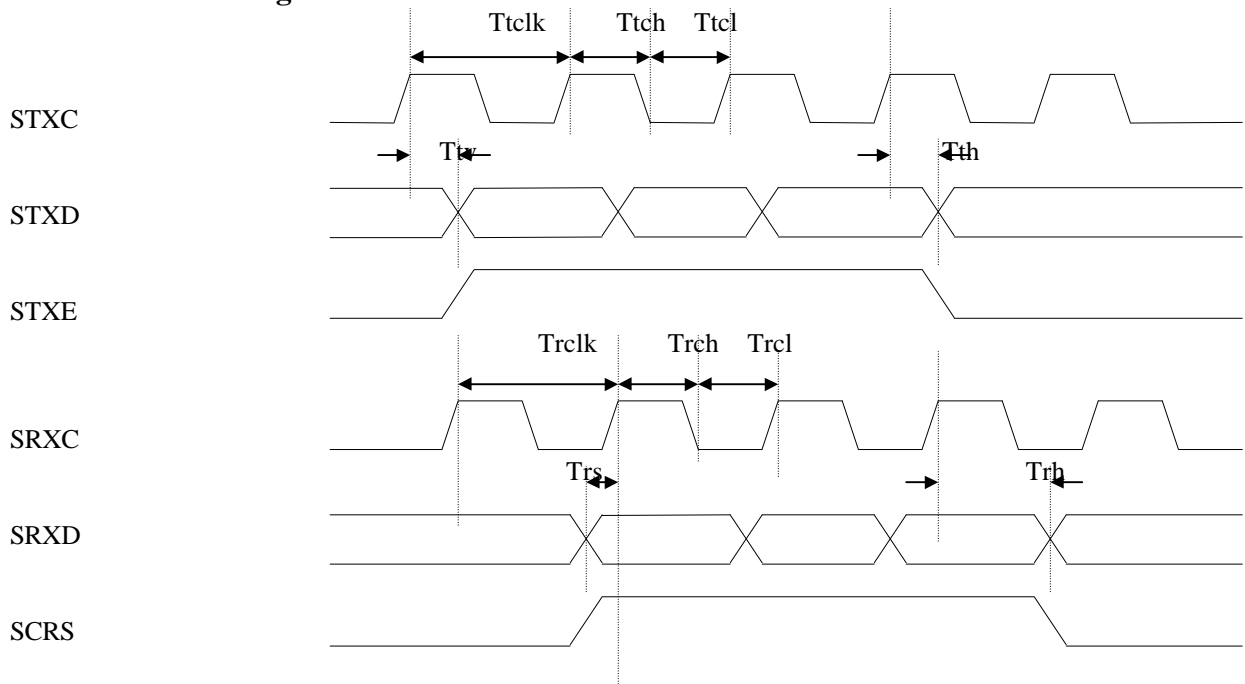 Ttclk Ttch Ttcl
STXC
Ttv Tth
STXD
STXE
Trclk Trch Trcl
SRXC
Trs Trh
SRXD
SCRS